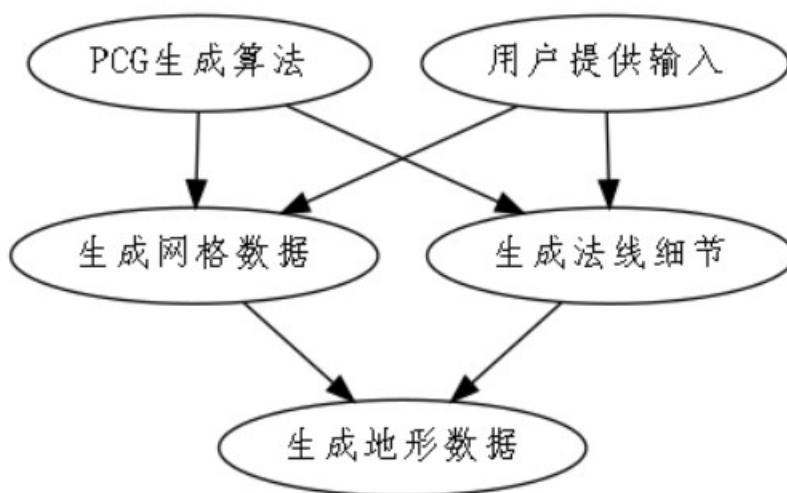 PCG生成算法
用户提供输入
生成网格数据
生成法线细节
生成地形数据